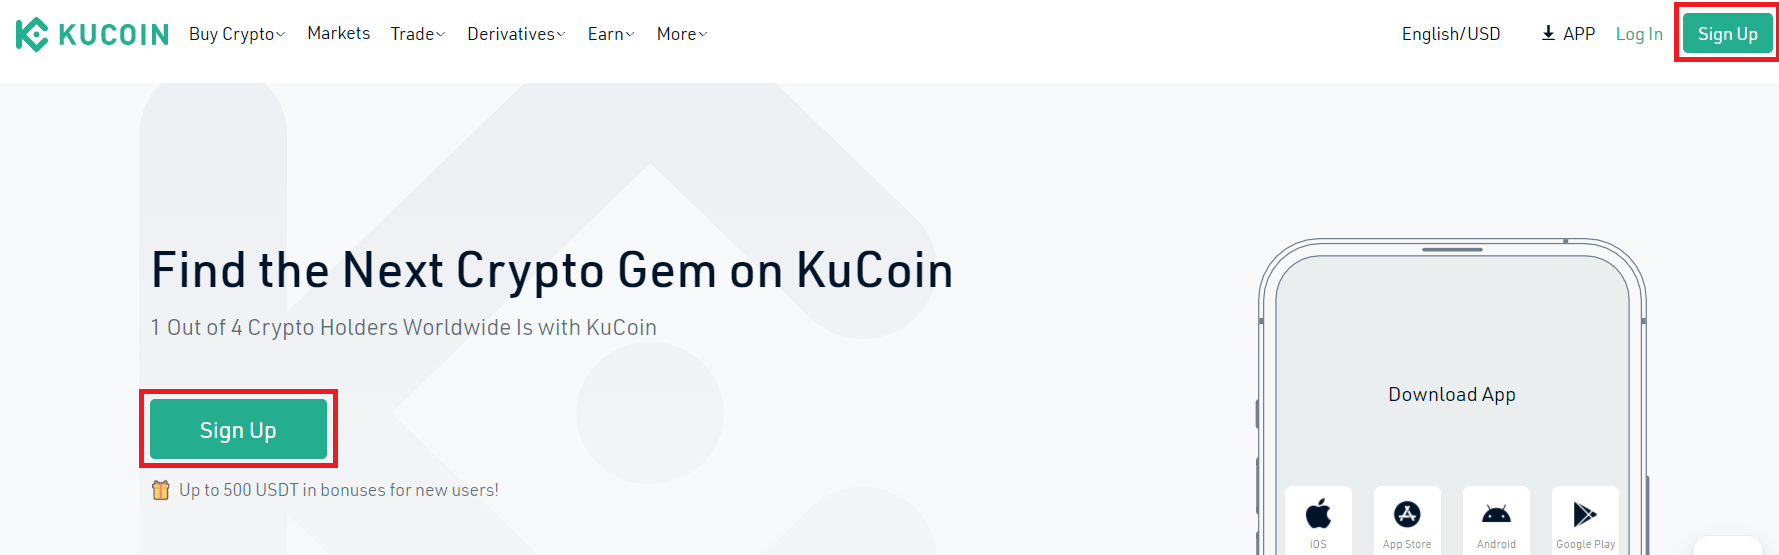 KUCOIN Buy Crypto Markets Trade Derivatives Earn More English/USD APP Log In Sign Up
Find the Next Crypto Gem on KuCoin
1 Out of 4 Crypto Holders Worldwide Is with KuCoin
Sign Up
Up to 500 USDT in bonuses for new users!
Download App
iOS App Store Android Google Play